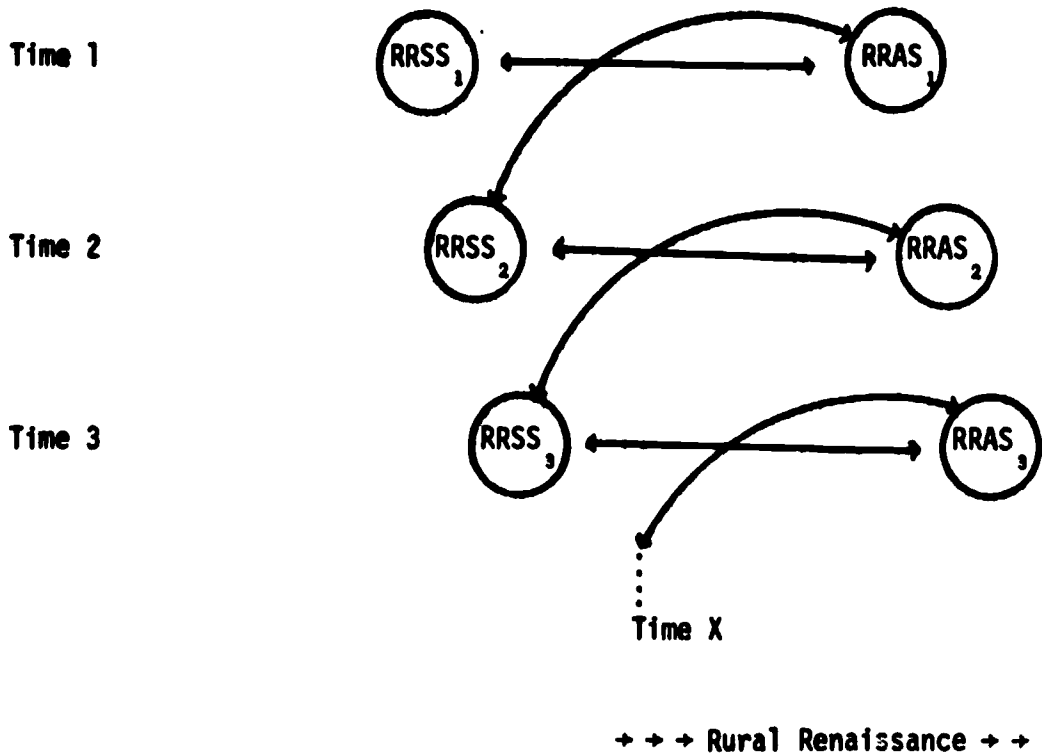 Time 1 RRSS₁ RRAS₁
Time 2 RRSS₂ RRAS₂
Time 3 RRSS₃ RRAS₃
Time X
→ → → Rural Renaissance → →